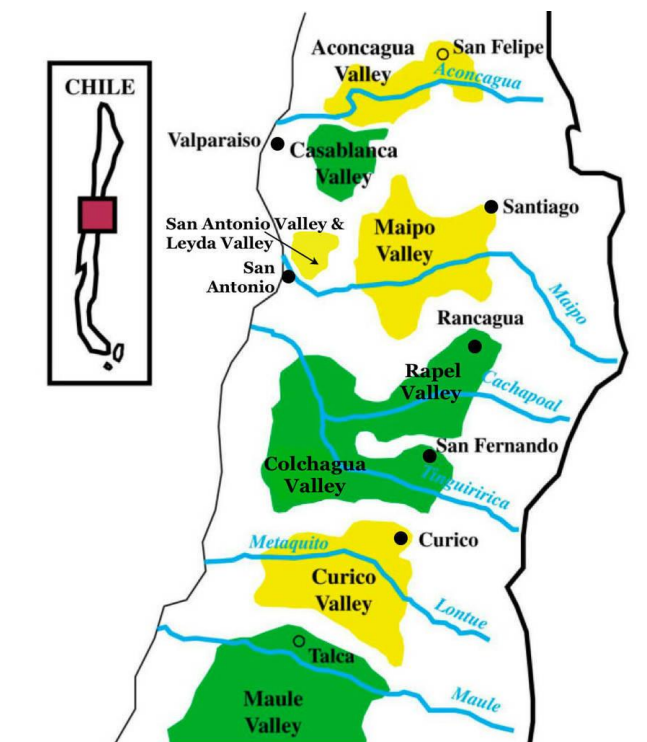 CHILE
Aconcagua
Valley
San Felipe
Aconcagua
Valparaiso
Casablanca
Valley
Santiago
San Antonio Valley &
Leyda Valley
Maipo
Valley
San
Antonio
Maipo
Rancagua
Rapel
Valley
Cachapoal
San Fernando
Colchagua
Valley
Tinguiririca
Metaquito
Curico
Curico
Valley
Lontue
Talca
Maule
Valley
Maule